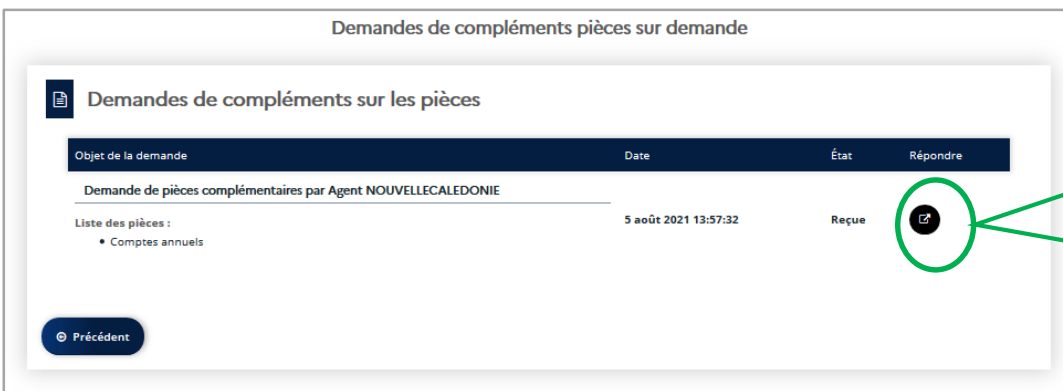 Demandes de compléments pièces sur demande
Demandes de compléments sur les pièces
Objet de la demande Date État Répondre
Demande de pièces complémentaires par Agent NOUVELLECALEDONIE
5 août 2021 13:57:32 Reçue
Liste des pièces :
• Comptes annuels
Précédent